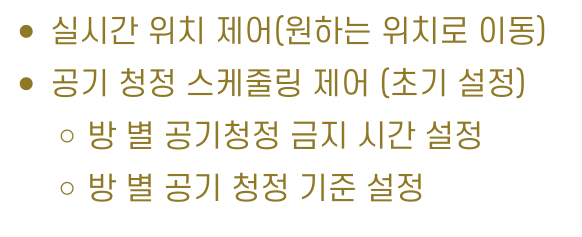 • 실시간 위치 제어(원하는 위치로 이동)
• 공기 청정 스케줄링 제어 (초기 설정)
○ 방 별 공기청정 금지 시간 설정
○ 방 별 공기 청정 기준 설정